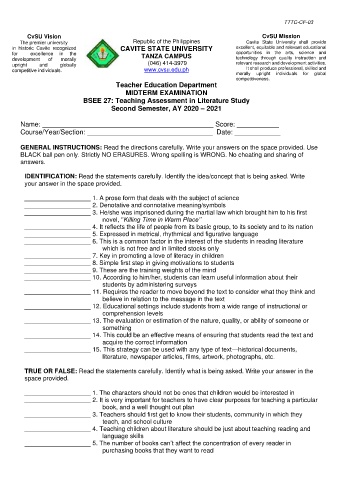 TTTC-CF-03
CvSU Vision
The premier university
in historic Cavite recognized
for excellence in the
development of morally
upright and globally
competitive individuals.
Republic of the Philippines
CAVITE STATE UNIVERSITY
TANZA CAMPUS
(046) 414-3979
www.cvsu.edu.ph
CvSU Mission
Cavite State University shall provide
excellent, equitable and relevant educational
opportunities in the arts, science and
technology through quality instruction and
relevant research and development activities.
It shall produce professional, skilled and
morally upright individuals for global
competitiveness.
Teacher Education Department
MIDTERM EXAMINATION
BSEE 27: Teaching Assessment in Literature Study
Second Semester, AY 2020 – 2021
Name: ____ Score: ____
Course/Year/Section: ____ Date: ____
GENERAL INSTRUCTIONS: Read the directions carefully. Write your answers on the space provided. Use
BLACK ball pen only. Strictly NO ERASURES. Wrong spelling is WRONG. No cheating and sharing of
answers.
IDENTIFICATION: Read the statements carefully. Identify the idea/concept that is being asked. Write
your answer in the space provided.
____ 1. A prose form that deals with the subject of science
____ 2. Denotative and connotative meaning/symbols
____ 3. He/she was imprisoned during the martial law which brought him to his first
novel, "Killing Time in Warm Place"
____ 4. It reflects the life of people from its basic group, to its society and to its nation
____ 5. Expressed in metrical, rhythmical and figurative language
____ 6. This is a common factor in the interest of the students in reading literature
which is not free and in limited stocks only
____ 7. Key in promoting a love of literacy in children
____ 8. Simple first step in giving motivations to students
____ 9. These are the training weights of the mind
____ 10. According to him/her, students can learn useful information about their
students by administering surveys
____ 11. Requires the reader to move beyond the text to consider what they think and
believe in relation to the message in the text
____ 12. Educational settings include students from a wide range of instructional or
comprehension levels
____ 13. The evaluation or estimation of the nature, quality, or ability of someone or
something
____ 14. This could be an effective means of ensuring that students read the text and
acquire the correct information
____ 15. This strategy can be used with any type of text—historical documents,
literature, newspaper articles, films, artwork, photographs, etc.
TRUE OR FALSE: Read the statements carefully. Identify what is being asked. Write your answer in the
space provided.
____ 1. The characters should not be ones that children would be interested in
____ 2. It is very important for teachers to have clear purposes for teaching a particular
book, and a well thought out plan
____ 3. Teachers should first get to know their students, community in which they
teach, and school culture
____ 4. Teaching children about literature should be just about teaching reading and
language skills
____ 5. The number of books can't affect the concentration of every reader in
purchasing books that they want to read